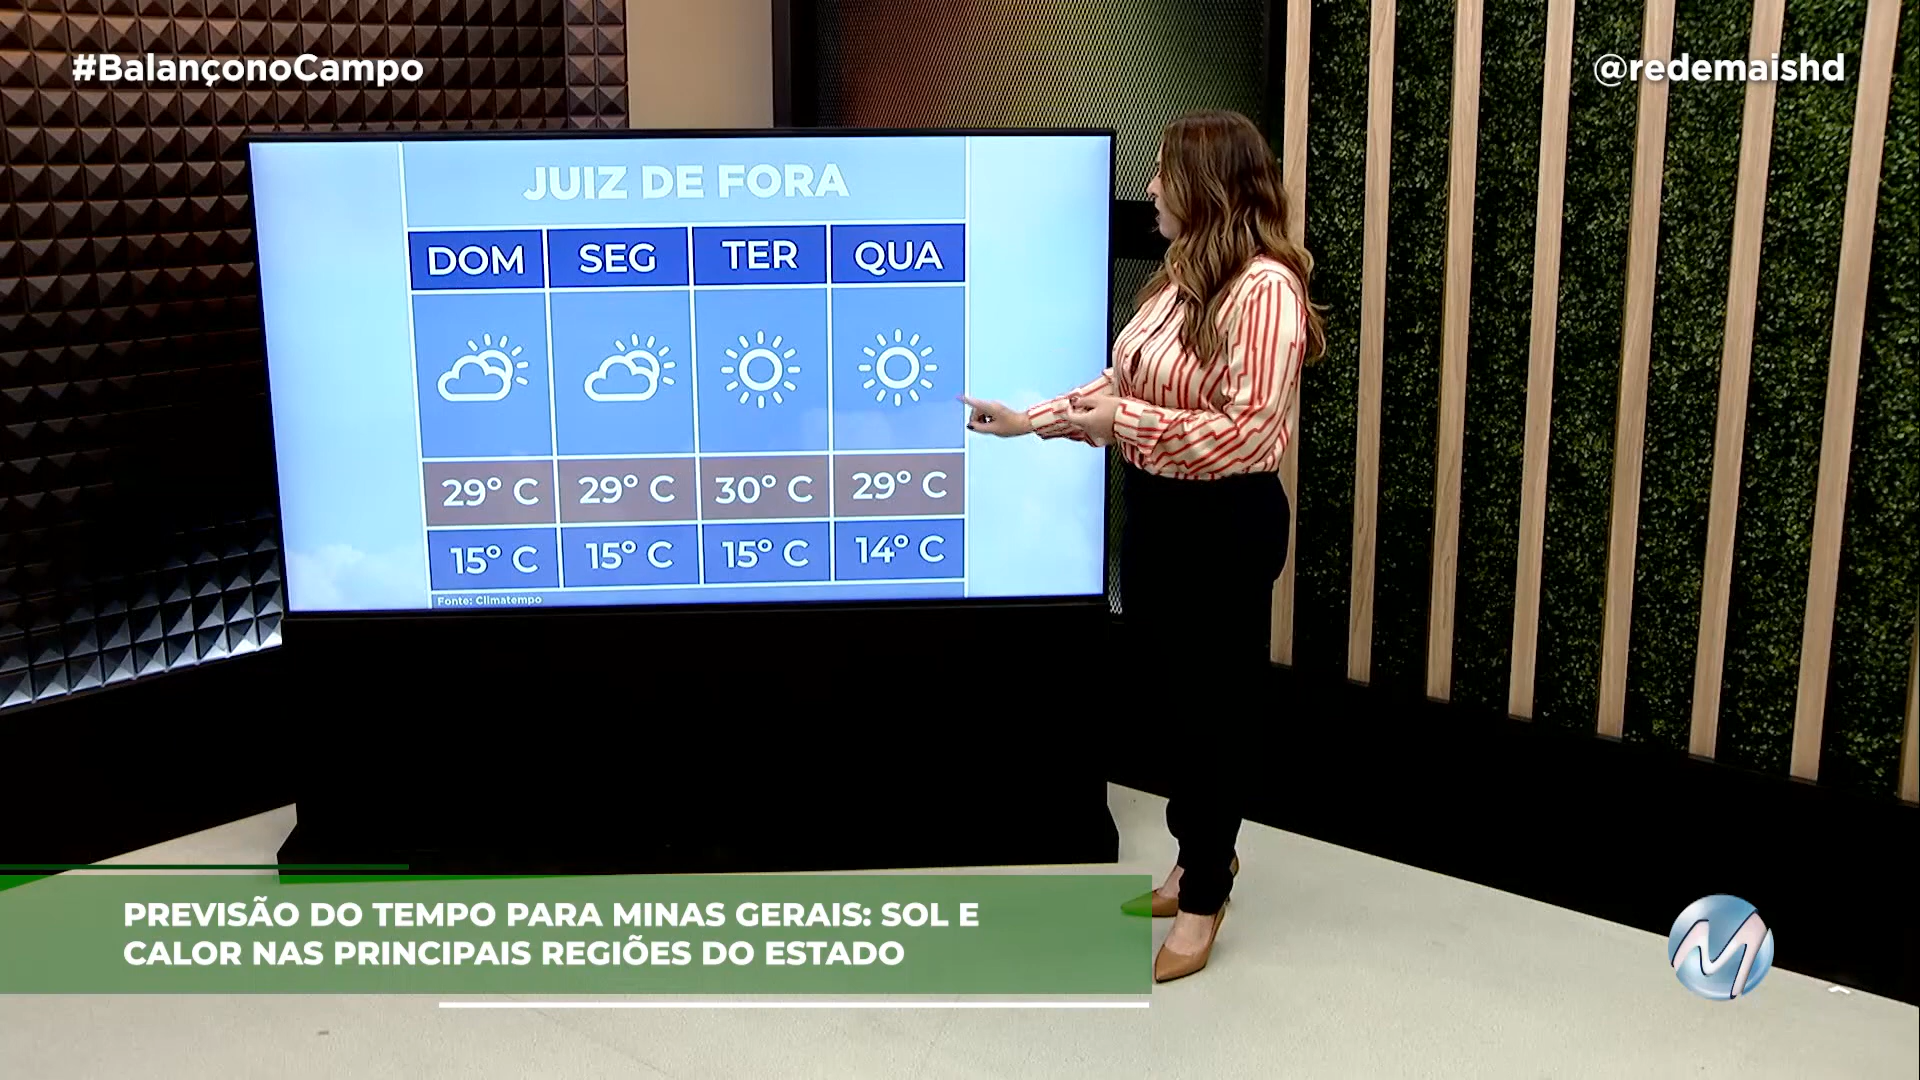 #BalançonoCampo
@redemaishd
JUIZ DE FORA
DOM SEG TER QUA
29° C 29° C 30° C 29° C
15° C 15° C 15° C 14° C
Fonte: Climatempo
PREVISÃO DO TEMPO PARA MINAS GERAIS: SOL E
CALOR NAS PRINCIPAIS REGIÕES DO ESTADO
M